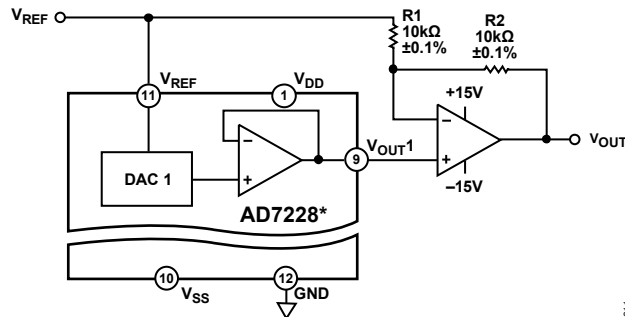 VREF
R1
10kΩ
±0.1%
R2
10kΩ
±0.1%
VREF
VDD
11
1
+15V
−
−
VOUT1
9
+
+
VOUT
DAC 1
−15V
AD7228*
10
12
GND
VSS